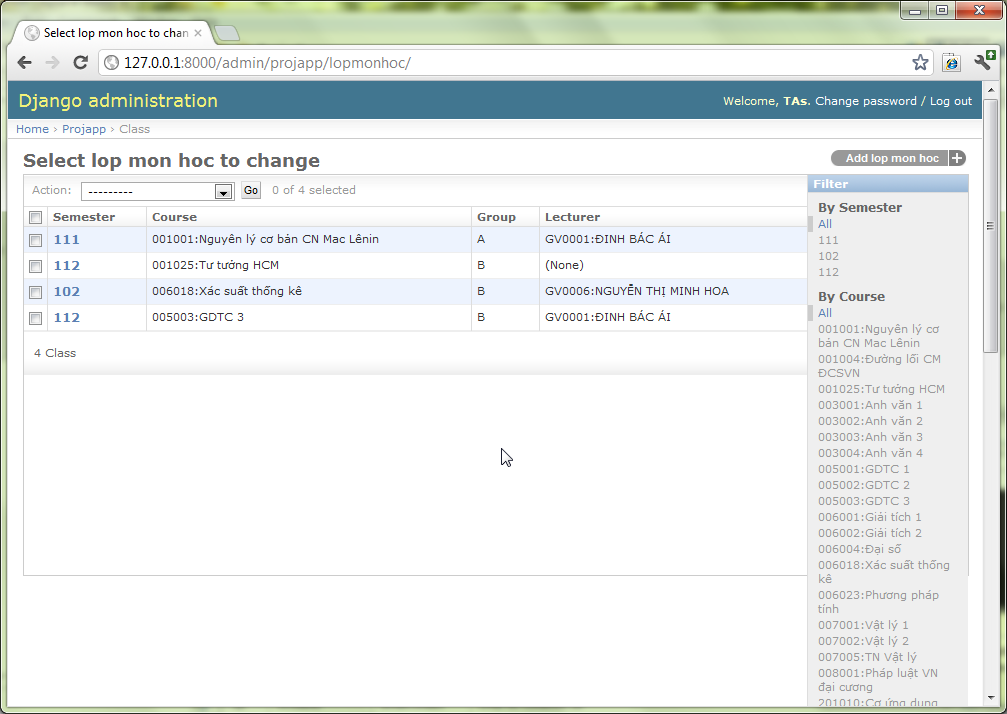 Select lop mon hoc to chan
127.0.0.1:8000/admin/projapp/lopmonhoc/
Django administration
Welcome, TAs. Change password / Log out
Home › Projapp › Class
Select lop mon hoc to change
Add lop mon hoc
Action: --------- Go 0 of 4 selected
Semester Course Group Lecturer
111 001001:Nguyên lý cơ bản CN Mac Lênin A GV0001:ĐINH BÁC ÁI
112 001025:Tư tưởng HCM B (None)
102 006018:Xác suất thống kê B GV0006:NGUYỄN THỊ MINH HOA
112 005003:GDTC 3 B GV0001:ĐINH BÁC ÁI
4 Class
Filter
By Semester
All
111
102
112
By Course
All
001001:Nguyên lý cơ
bản CN Mac Lênin
001004:Đường lối CM
ĐCSVN
001025:Tư tưởng HCM
003001:Anh văn 1
003002:Anh văn 2
003003:Anh văn 3
003004:Anh văn 4
005001:GDTC 1
005002:GDTC 2
005003:GDTC 3
006001:Giải tích 1
006002:Giải tích 2
006004:Đại số
006018:Xác suất thống
kê
006023:Phương pháp
tính
007001:Vật lý 1
007002:Vật lý 2
007005:TN Vật lý
008001:Pháp luật VN
đại cương
201010:Cơ ứng dụng